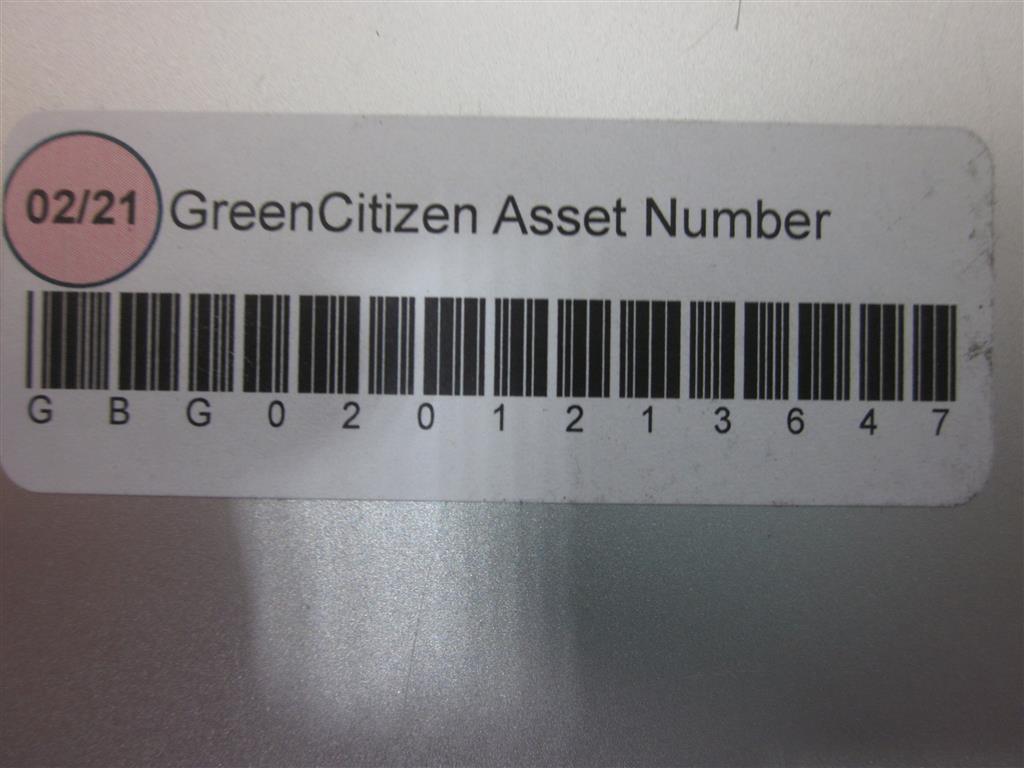 02/21 GreenCitizen Asset Number
G B G 0 2 0 1 2 1 3 6 4 7